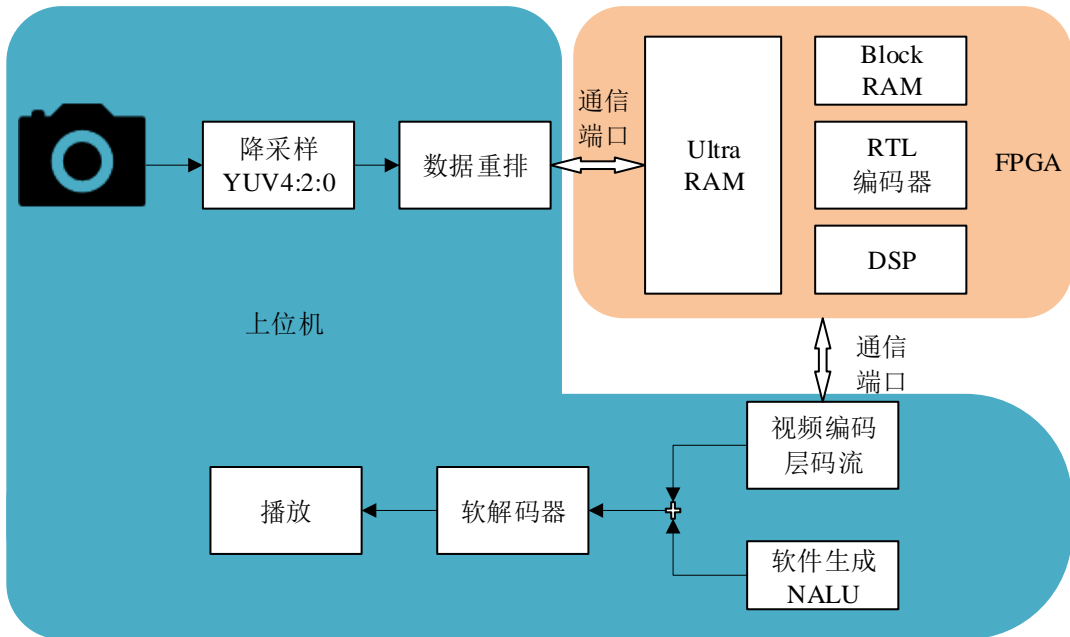 降采样
YUV4:2:0
数据重排
通信
端口
Ultra
RAM
Block
RAM
RTL
编码器
DSP
FPGA
上位机
通信
端口
视频编码
层码流
播放
软解码器
软件生成
NALU